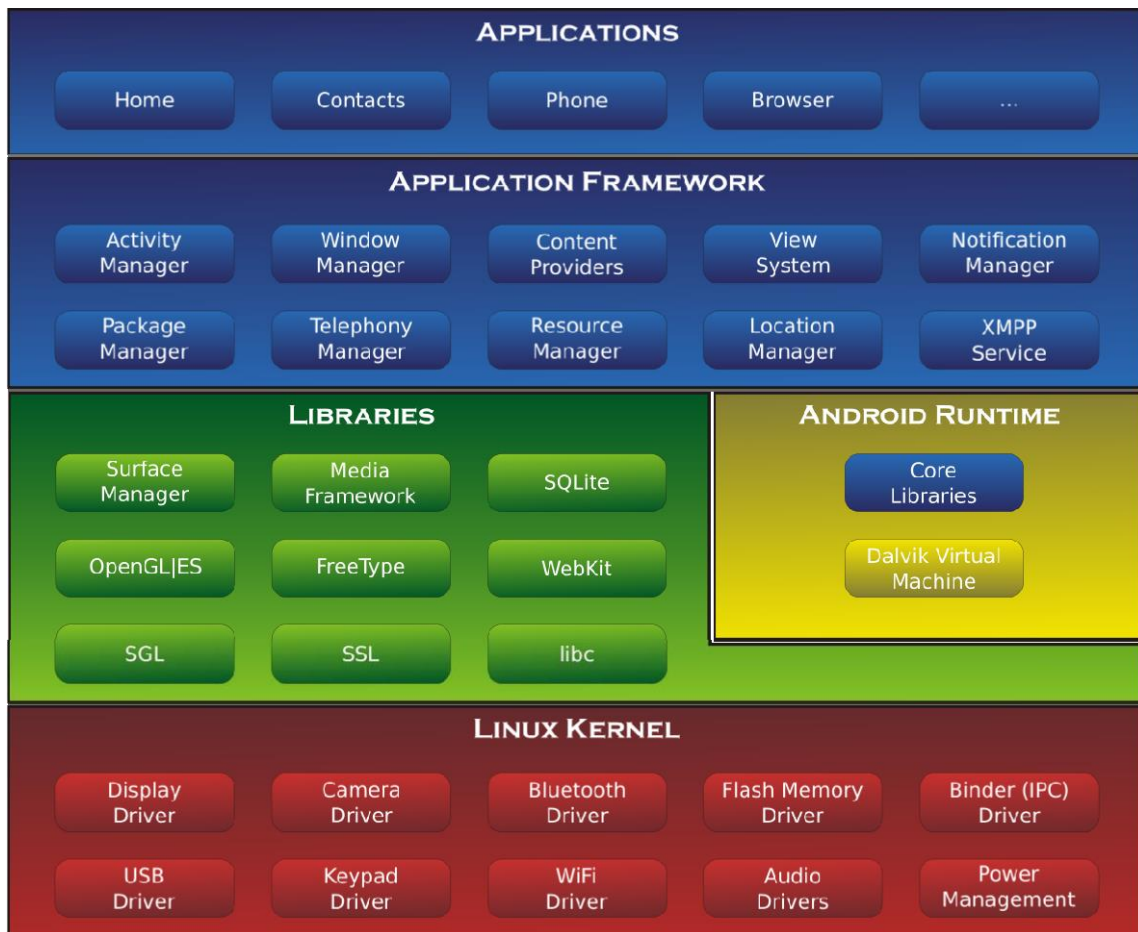 APPLICATIONS
Home
Contacts
Phone
Browser
...
APPLICATION FRAMEWORK
Activity
Manager
Window
Manager
Content
Providers
View
System
Notification
Manager
Package
Manager
Telephony
Manager
Resource
Manager
Location
Manager
XMPP
Service
LIBRARIES
Surface
Manager
Media
Framework
SQLite
OpenGL|ES
FreeType
WebKit
SGL
SSL
libc
ANDROID RUNTIME
Core
Libraries
Dalvik Virtual
Machine
LINUX KERNEL
Display
Driver
Camera
Driver
Bluetooth
Driver
Flash Memory
Driver
Binder (IPC)
Driver
USB
Driver
Keypad
Driver
WiFi
Driver
Audio
Drivers
Power
Management